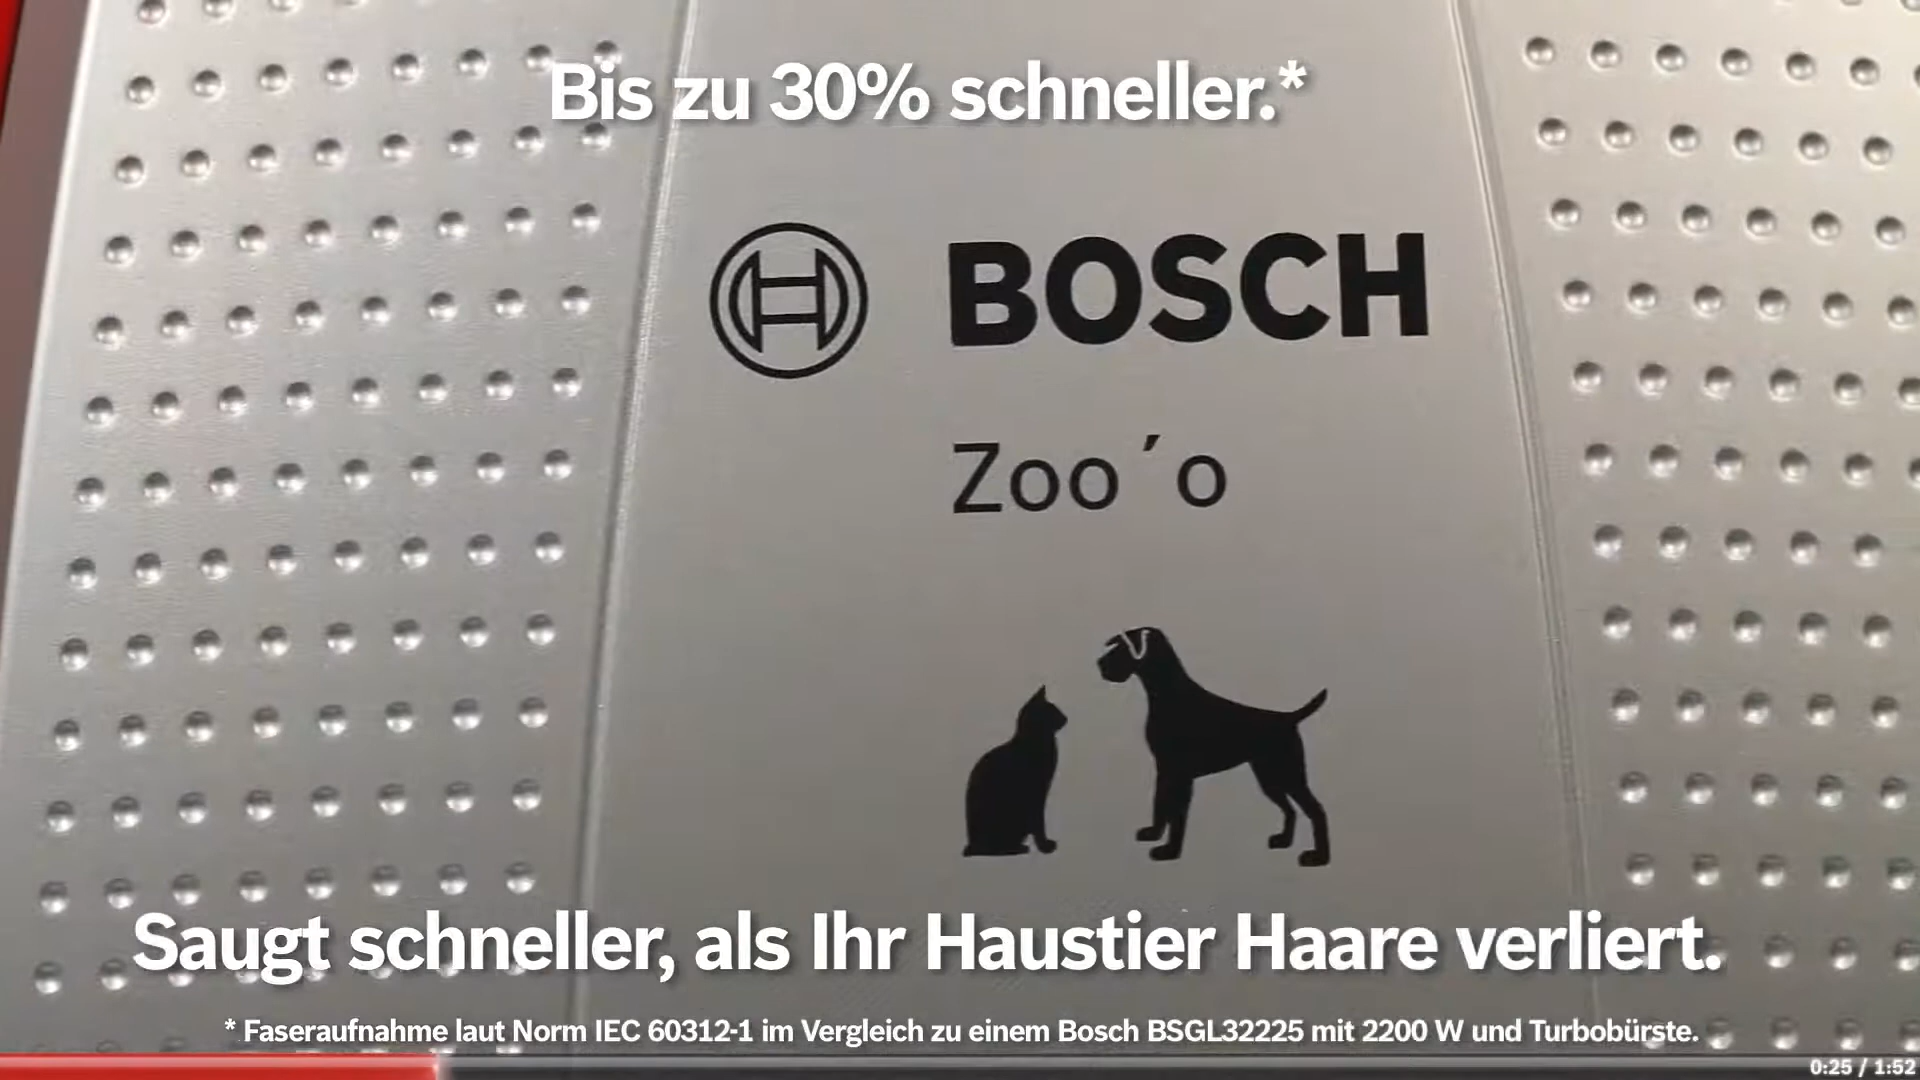 Bis zu 30% schneller.*
BOSCH
Zoo´o
Saugt schneller, als Ihr Haustier Haare verliert.
* Faseraufnahme laut Norm IEC 60312-1 im Vergleich zu einem Bosch BSGL32225 mit 2200 W und Turbobürste.
0:25 / 1:52